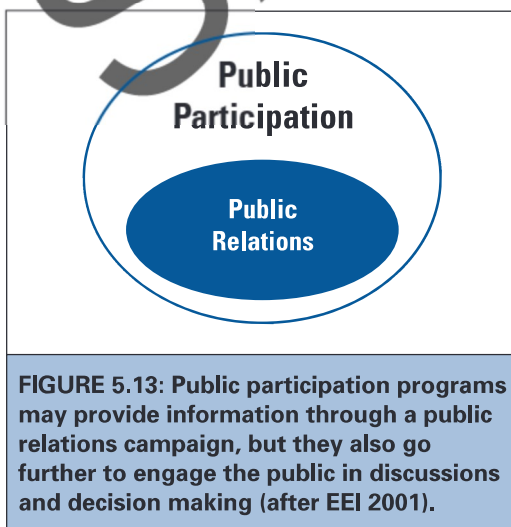 Public
Participation
Public
Relations
FIGURE 5.13: Public participation programs
may provide information through a public
relations campaign, but they also go
further to engage the public in discussions
and decision making (after EEI 2001).